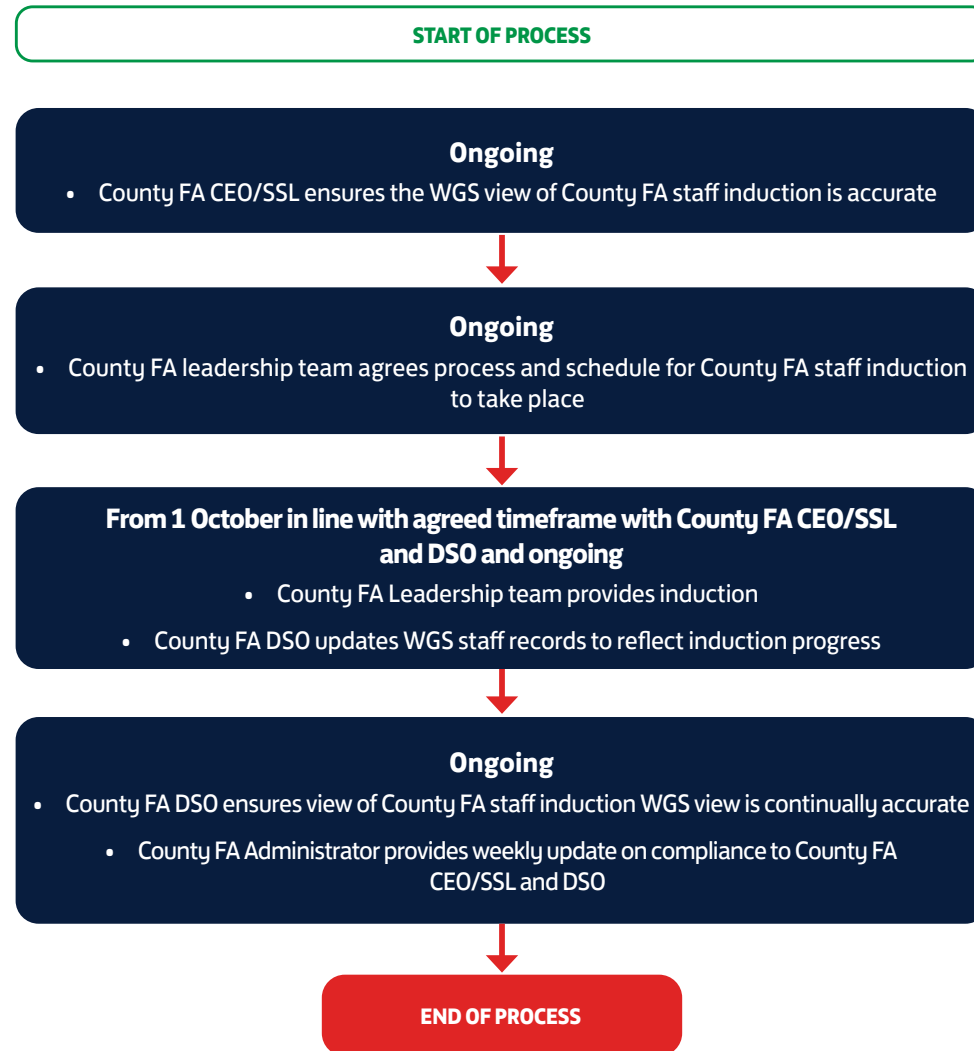 START OF PROCESS
Ongoing
• County FA CEO/SSL ensures the WGS view of County FA staff induction is accurate
Ongoing
• County FA leadership team agrees process and schedule for County FA staff induction
to take place
From 1 October in line with agreed timeframe with County FA CEO/SSL
and DSO and ongoing
• County FA Leadership team provides induction
• County FA DSO updates WGS staff records to reflect induction progress
Ongoing
• County FA DSO ensures view of County FA staff induction WGS view is continually accurate
• County FA Administrator provides weekly update on compliance to County FA
CEO/SSL and DSO
END OF PROCESS